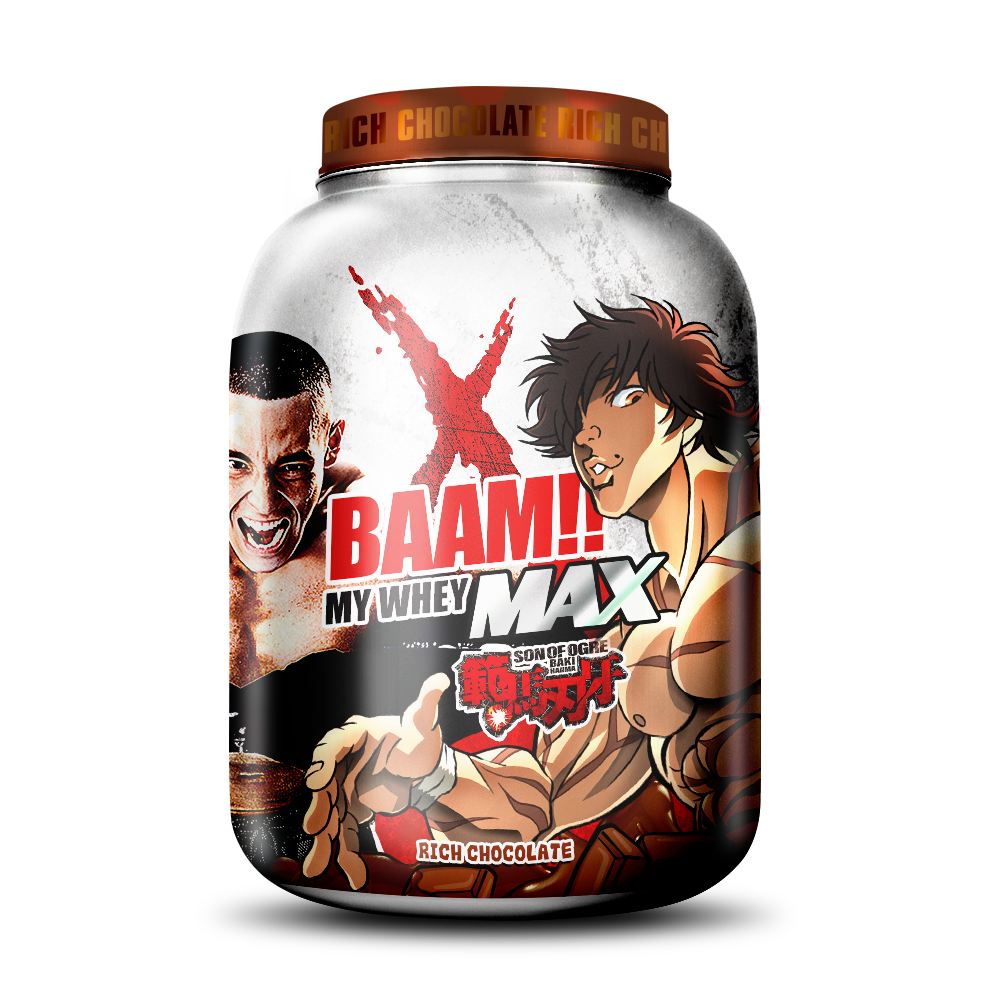 RICH CHOCOLATE RICH CH
X
BAAM!!
MY WHEY MAX
SON OF OGRE
BAKI
HANMA
範馬刃牙
RICH CHOCOLATE